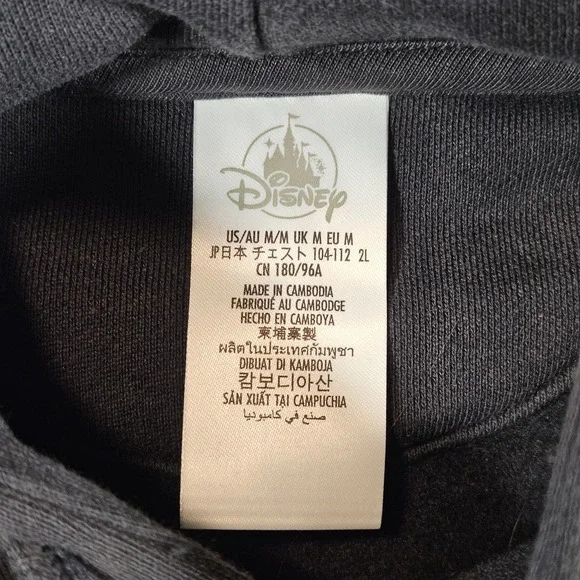 Disney
US/AU M/M UK M EU M
JP日本 チェスト 104-112 2L
CN 180/96A
MADE IN CAMBODIA
FABRIQUÉ AU CAMBODGE
HECHO EN CAMBOYA
柬埔寨製
ผลิตในประเทศกัมพูชา
DIBUAT DI KAMBOJA
캄보디아산
SẢN XUẤT TẠI CAMPUCHIA
صنع في كامبوديا